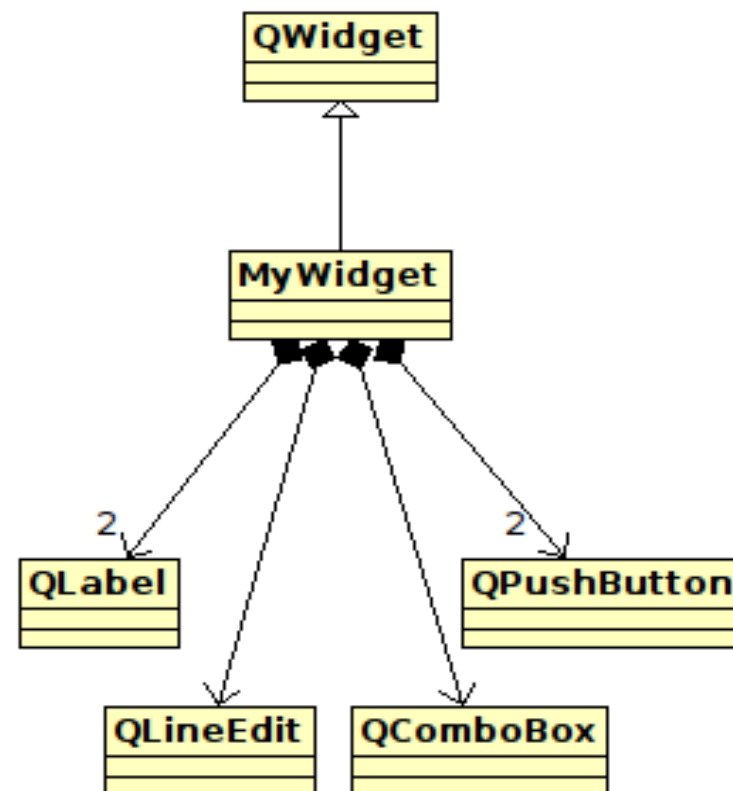 QWidget
MyWidget
2
2
QLabel
QPushButton
QLineEdit
QComboBox